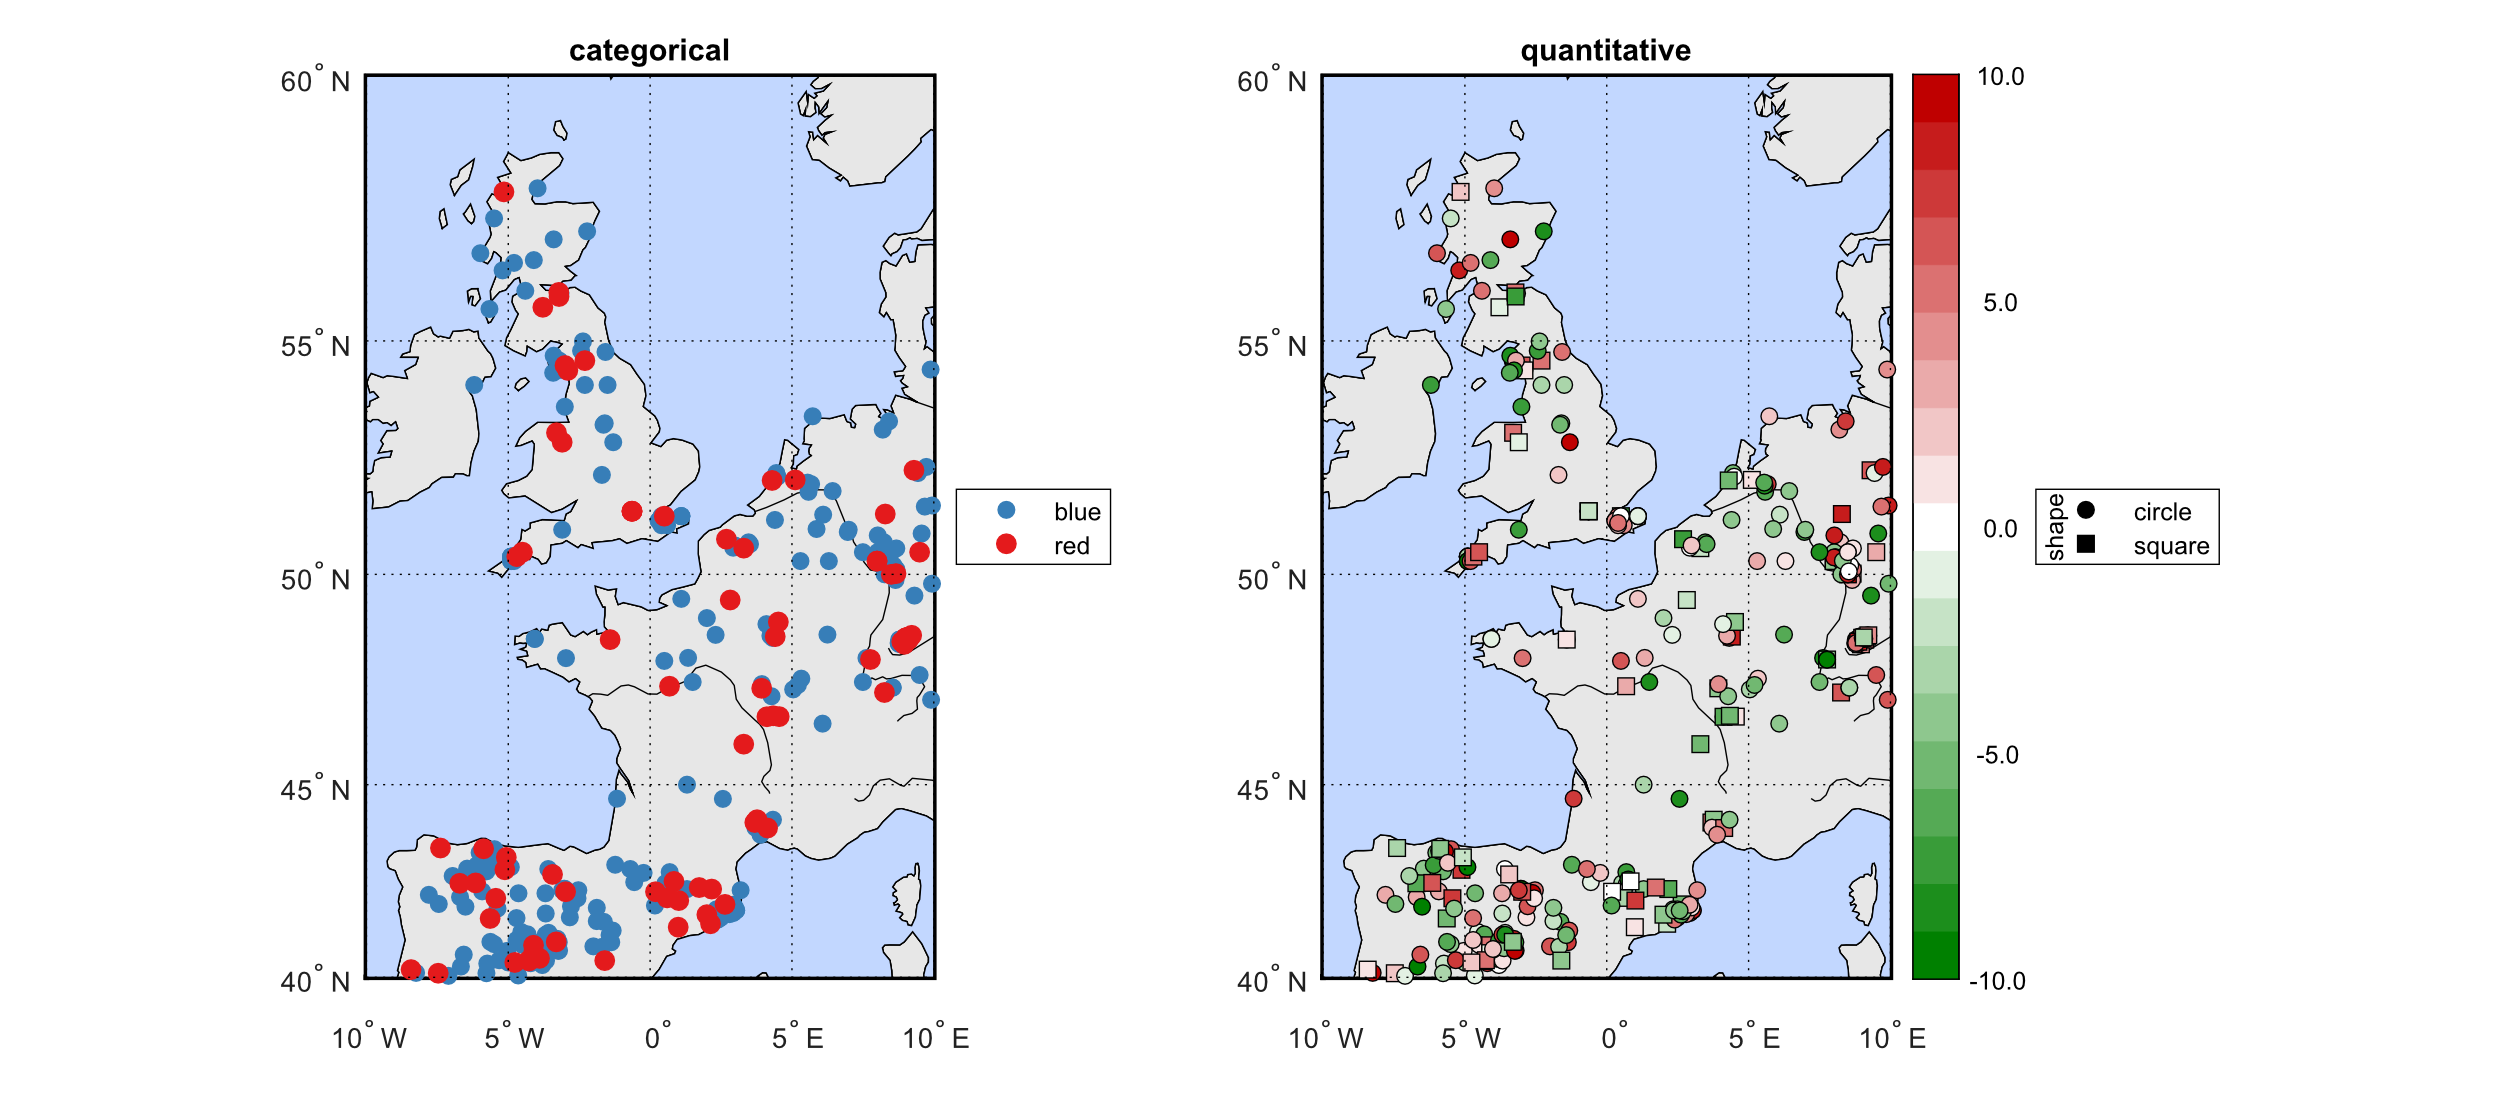 categorical
60° N
55° N
50° N
45° N
40° N
10° W
5° W
0°
5° E
10° E
blue
red
quantitative
60° N
55° N
50° N
45° N
40° N
10° W
5° W
0°
5° E
10° E
10.0
5.0
0.0
-5.0
-10.0
shape
circle
square